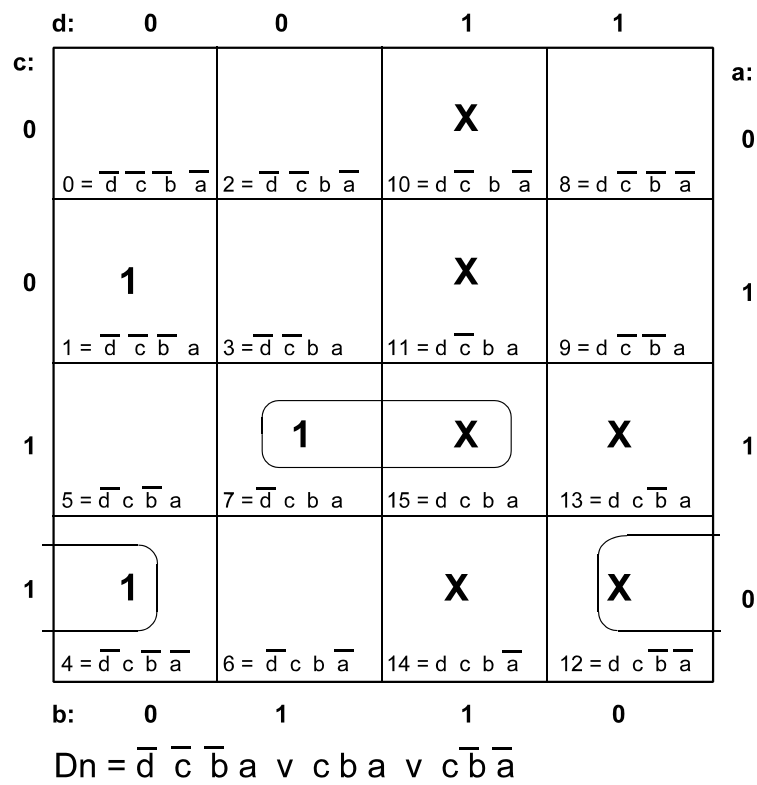 d: 0 0 1 1
c: a:
0 X 0
0 = d̅ c̅ b̅ a̅ 2 = d̅ c̅ b a̅ 10 = d c̅ b a̅ 8 = d c̅ b̅ a̅
0 1 X 1
1 = d̅ c̅ b̅ a 3 = d̅ c̅ b a 11 = d c̅ b a 9 = d c̅ b̅ a
1 1 X X 1
5 = d̅ c b̅ a 7 = d̅ c b a 15 = d c b a 13 = d c b̅ a
1 1 X X 0
4 = d̅ c b̅ a̅ 6 = d̅ c b a̅ 14 = d c b a̅ 12 = d c b̅ a̅
b: 0 1 1 0
Dn = d̅ c̅ b̅ a v c b a v c b̅ a̅